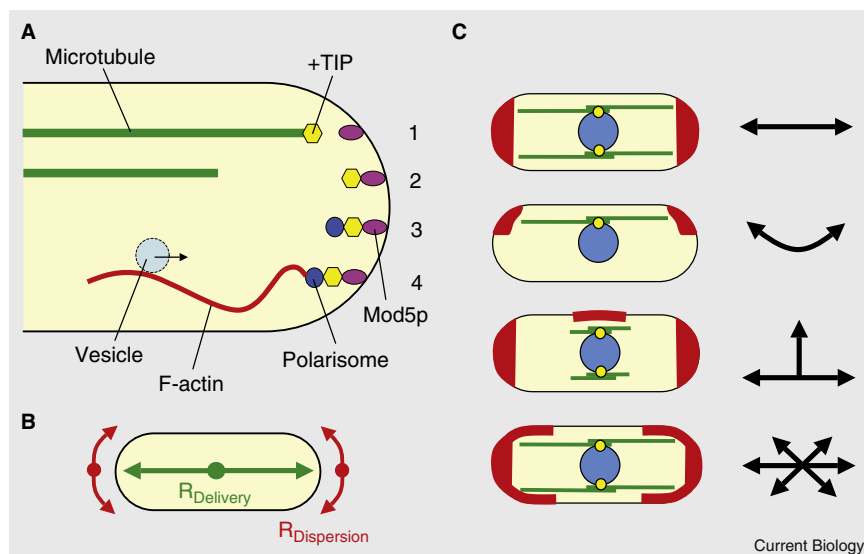 A
Microtubule
+TIP
1
2
3
4
Mod5p
Vesicle
F-actin
Polarisome
B
RDelivery
RDispersion
C
Current Biology